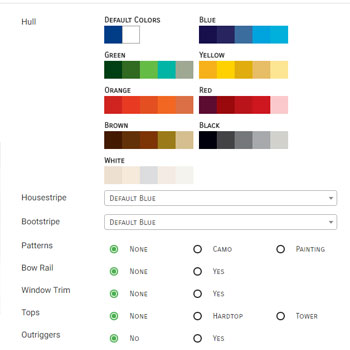 Hull
Default Colors Blue
Green Yellow
Orange Red
Brown Black
White
Housestripe Default Blue
Bootstripe Default Blue
Patterns None Camo Painting
Bow Rail None Yes
Window Trim None Yes
Tops None Hardtop Tower
Outriggers No Yes